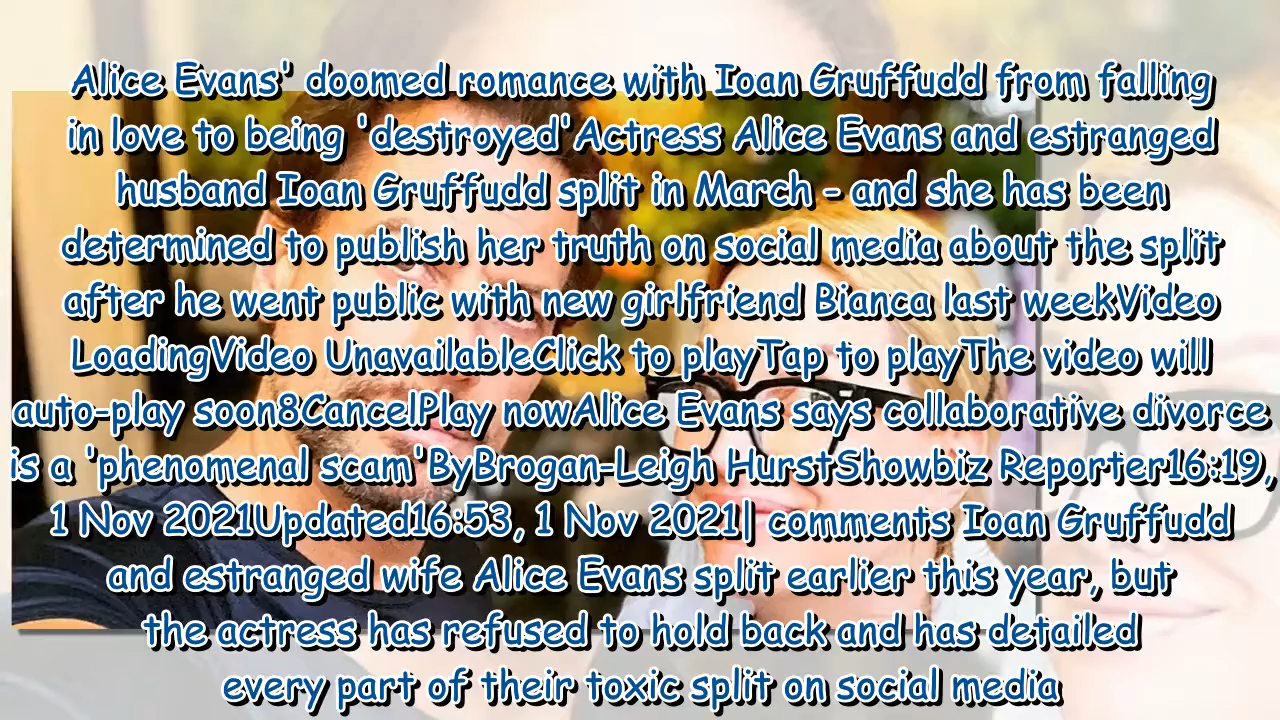 Alice Evans' doomed romance with Ioan Gruffudd from falling
in love to being 'destroyed'Actress Alice Evans and estranged
husband Ioan Gruffudd split in March - and she has been
determined to publish her truth on social media about the split
after he went public with new girlfriend Bianca last weekVideo
LoadingVideo UnavailableClick to playTap to playThe video will
auto-play soon8CancelPlay nowAlice Evans says collaborative divorce
is a 'phenomenal scam'ByBrogan-Leigh HurstShowbiz Reporter16:19,
1 Nov 2021Updated16:53, 1 Nov 2021| comments Ioan Gruffudd
and estranged wife Alice Evans split earlier this year, but
the actress has refused to hold back and has detailed
every part of their toxic split on social media